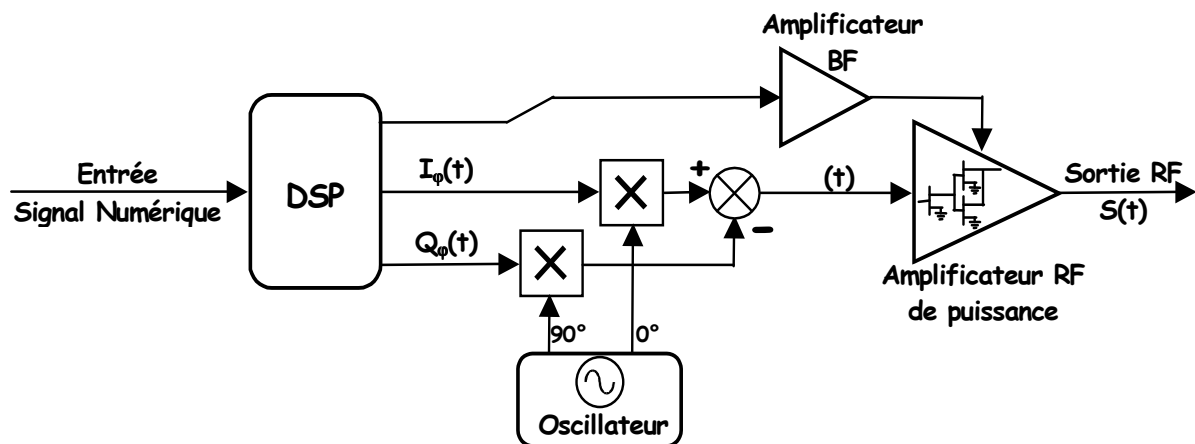 Amplificateur
BF
Entrée
Signal Numérique
DSP
Iφ(t)
Qφ(t)
+
(t)
−
Sortie RF
S(t)
Amplificateur RF
de puissance
90°
0°
Oscillateur